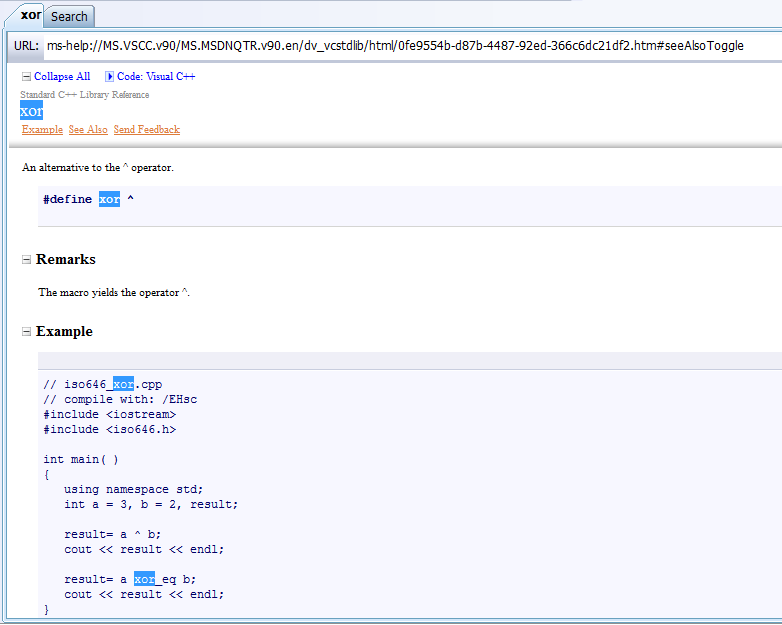 xor Search
URL: ms-help://MS.VSCC.v90/MS.MSDNQTR.v90.en/dv_vcstdlib/html/0fe9554b-d87b-4487-92ed-366c6dc21df2.htm#seeAlsoToggle
Collapse All Code: Visual C++
Standard C++ Library Reference
xor
Example See Also Send Feedback
An alternative to the ^ operator.
#define xor ^
Remarks
The macro yields the operator ^.
Example
// iso646_xor.cpp
// compile with: /EHsc
#include <iostream>
#include <iso646.h>
int main( )
{
   using namespace std;
   int a = 3, b = 2, result;
   result= a ^ b;
   cout << result << endl;
   result= a xor_eq b;
   cout << result << endl;
}